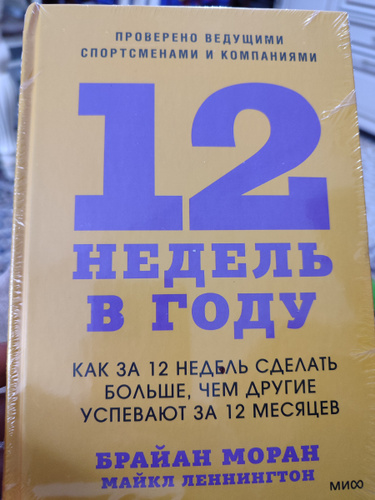 ПРОВЕРЕНО ВЕДУЩИМИ
СПОРТСМЕНАМИ И КОМПАНИЯМИ
12
НЕДЕЛЬ
В ГОДУ
КАК ЗА 12 НЕДЕЛЬ СДЕЛАТЬ
БОЛЬШЕ, ЧЕМ ДРУГИЕ
УСПЕВАЮТ ЗА 12 МЕСЯЦЕВ
БРАЙАН МОРАН
МАЙКЛ ЛЕННИНГТОН
МИФ